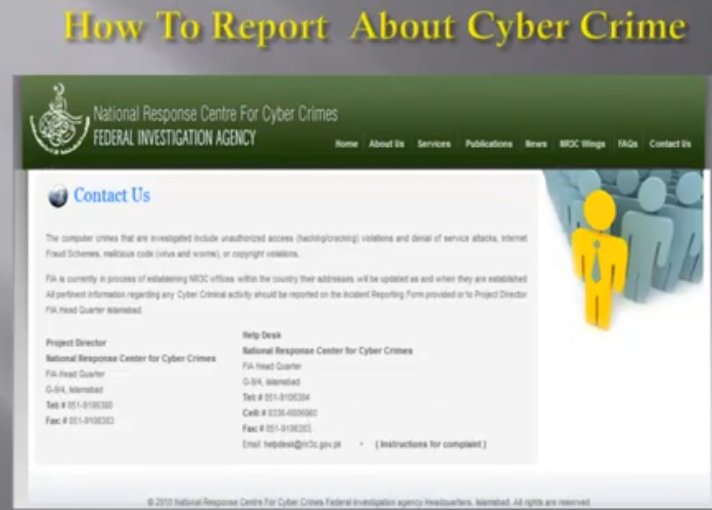 How To Report About Cyber Crime
National Response Centre For Cyber Crimes
FEDERAL INVESTIGATION AGENCY
Home About Us Services Publications News NR3C Wings FAQs Contact Us
Contact Us
The computer crimes that are investigated include unauthorized access (hacking/cracking) violations and denial of service attacks, Internet
Fraud Schemes, malicious code (virus and worms), or copyright violations.
FIA is currently in process of establishing NR3C offices within the country their addresses will be updated as and when they are established
All pertinent information regarding any Cyber Criminal activity should be reported on the Incident Reporting Form provided or to Project Director
FIA Head Quarter Islamabad.
Project Director
National Response Center for Cyber Crimes
FIA Head Quarter
G-9/4, Islamabad
Tel: # 051-9106380
Fax: # 051-9106383
Help Desk
National Response Center for Cyber Crimes
FIA Head Quarter
G-9/4, Islamabad
Tel: # 051-9106384
Cell: #
Fax: # 051-9106383
Email: helpdesk@nr3c.gov.pk ( Instructions for complaint )
© 2010 National Response Centre For Cyber Crimes Federal investigation agency Headquarters, Islamabad. All rights are reserved